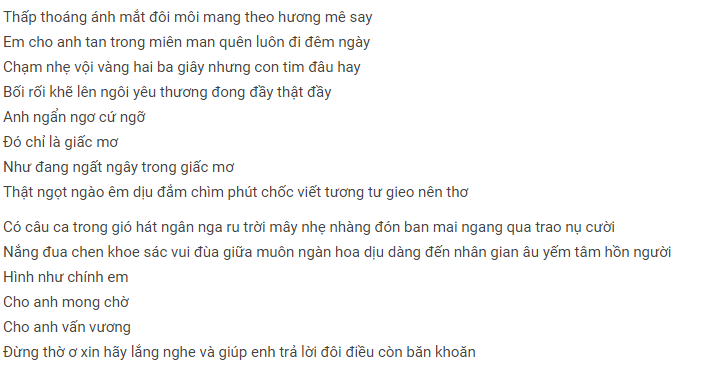 Thấp thoáng ánh mắt đôi môi mang theo hương mê say
Em cho anh tan trong miên man quên luôn đi đêm ngày
Chạm nhẹ vội vàng hai ba giây nhưng con tim đâu hay
Bối rối khẽ lên ngôi yêu thương đong đầy thật đầy
Anh ngẩn ngơ cứ ngỡ
Đó chỉ là giấc mơ
Như đang ngất ngây trong giấc mơ
Thật ngọt ngào êm dịu đắm chìm phút chốc viết tương tư gieo nên thơ
Có câu ca trong gió hát ngân nga ru trời mây nhẹ nhàng đón ban mai ngang qua trao nụ cười
Nắng đua chen khoe sác vui đùa giữa muôn ngàn hoa dịu dàng đến nhân gian âu yếm tâm hồn người
Hình như chính em
Cho anh mong chờ
Cho anh vấn vương
Đừng thờ ơ xin hãy lắng nghe và giúp enh trả lời đôi điều còn băn khoăn